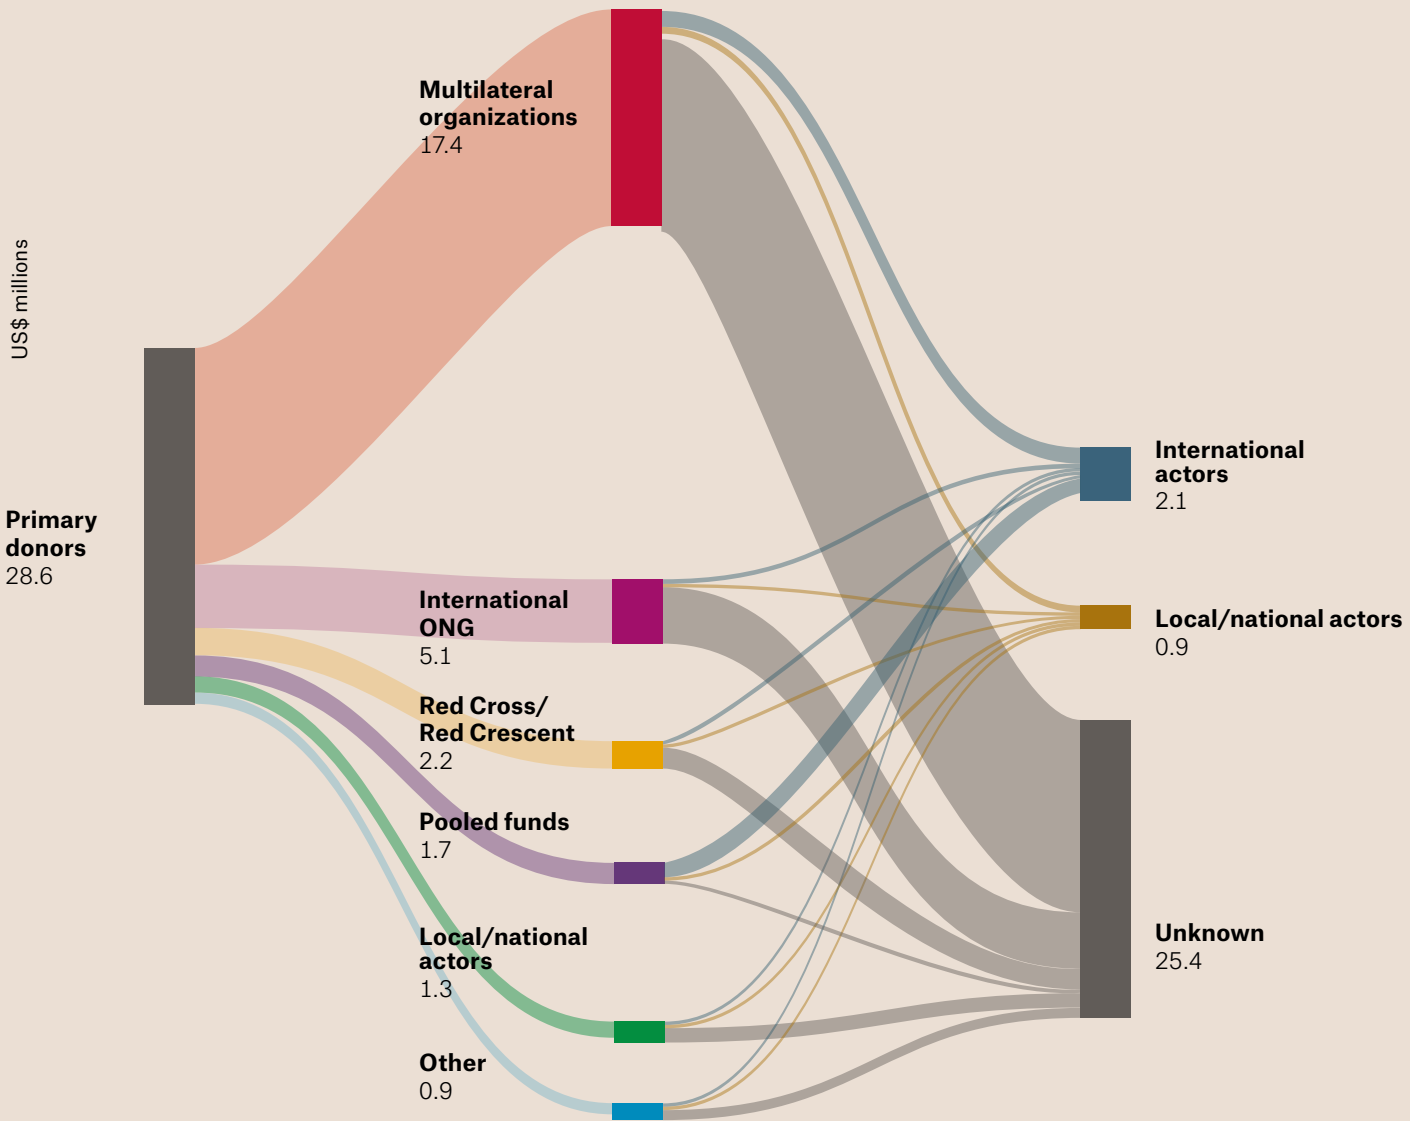 US$ millions
Primary
donors
28.6
Multilateral
organizations
17.4
International
ONG
5.1
Red Cross/
Red Crescent
2.2
Pooled funds
1.7
Local/national
actors
1.3
Other
0.9
International
actors
2.1
Local/national actors
0.9
Unknown
25.4